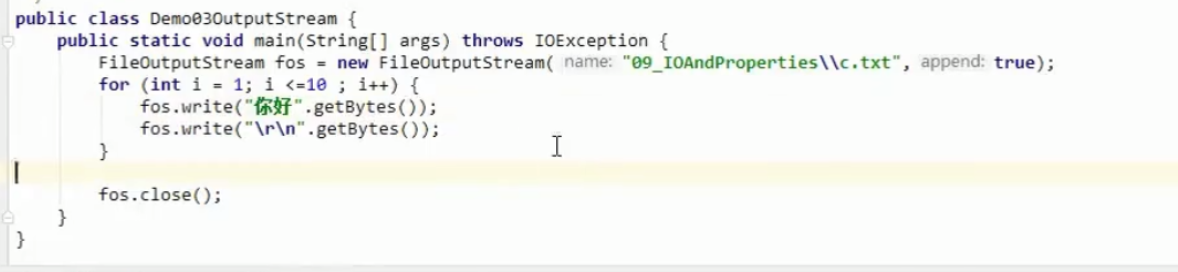 public class Demo03OutputStream {
public static void main(String[] args) throws IOException {
FileOutputStream fos = new FileOutputStream( name: "09_IOAndProperties\\c.txt", append: true);
for (int i = 1; i <=10 ; i++) {
fos.write("你好".getBytes());
fos.write("\r\n".getBytes());
}
fos.close();
}
}